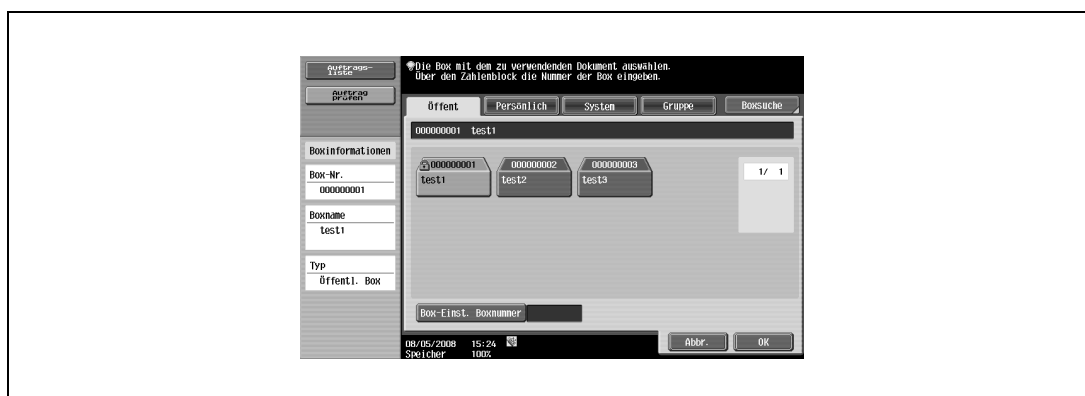 Auftrags-
liste
Auftrag
prüfen
Die Box mit dem zu verwendenden Dokument auswählen.
Über den Zahlenblock die Nummer der Box eingeben.
Öffent
Persönlich
System
Gruppe
Boxsuche
000000001 test1
Boxinformationen
Box-Nr.
000000001
Boxname
test1
Typ
Öffentl. Box
000000001
test1
000000002
test2
000000003
test3
1/ 1
Box-Einst. Boxnummer
08/05/2008 15:24
Speicher 100%
Abbr.
OK